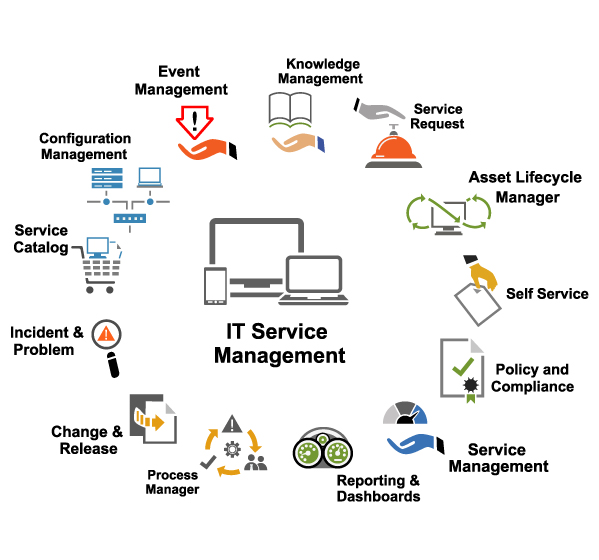 Event
Management
Knowledge
Management
Service
Request
Configuration
Management
Asset Lifecycle
Manager
Service
Catalog
Self Service
IT Service
Management
Incident &
Problem
Policy and
Compliance
Change &
Release
Process
Manager
Reporting &
Dashboards
Service
Management